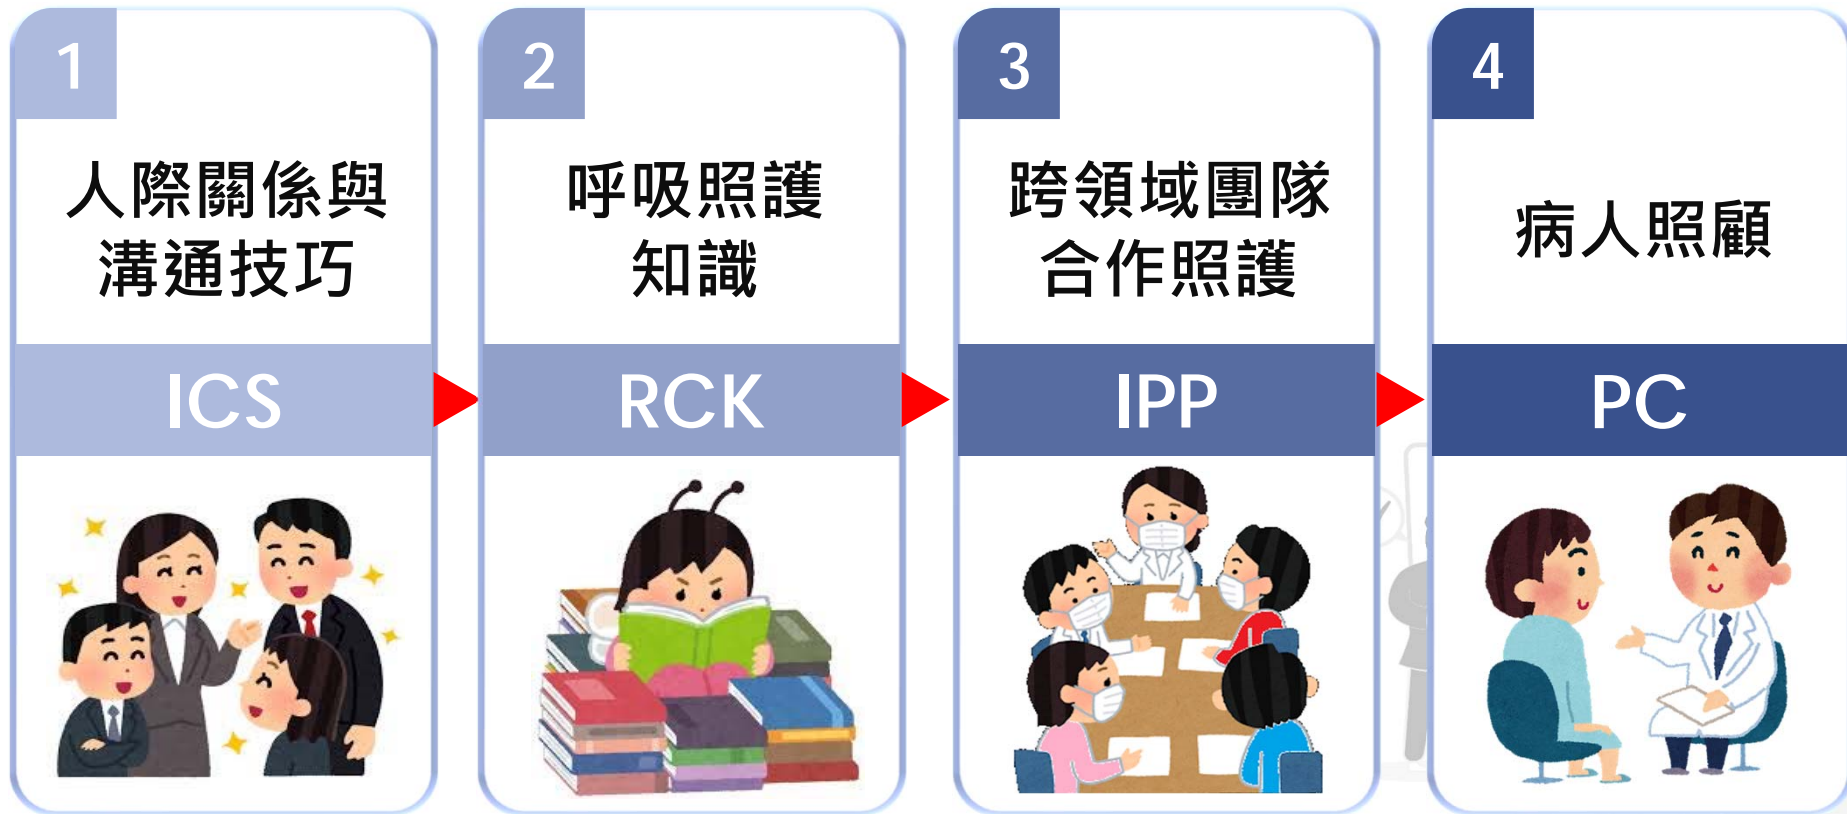 1
人際關係與
溝通技巧
ICS
2
呼吸照護
知識
RCK
3
跨領域團隊
合作照護
IPP
4
病人照顧
PC